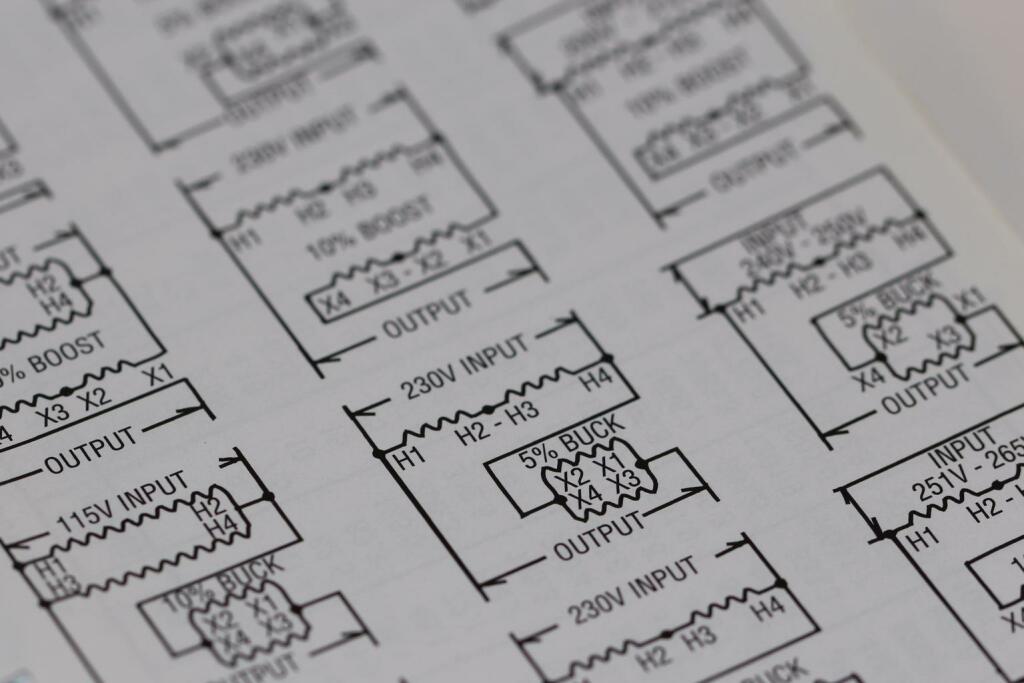 OUTPUT
230V INPUT
H1
H2 H3
H4
10% BOOST
X4 X3 - X2 X1
OUTPUT
H2 - H3
H4
H1
10% BOOST
X4 X3 - X2 X1
OUTPUT
H2
H4
% BOOST
X3 X2 X1
OUTPUT
230V INPUT
H1
H2 - H3
H4
5% BUCK
X2 X1
X4 X3
OUTPUT
INPUT
240V - 250V
H1
H2 - H3
H4
5% BUCK
X2 X1
X3
X4
OUTPUT
115V INPUT
H1 H2
H3 H4
10% BUCK
X2 X1
X4 X3
OUTPUT
230V INPUT
H2 H3
H4
BUCK
INPUT
251V - 265
H1
H2 -